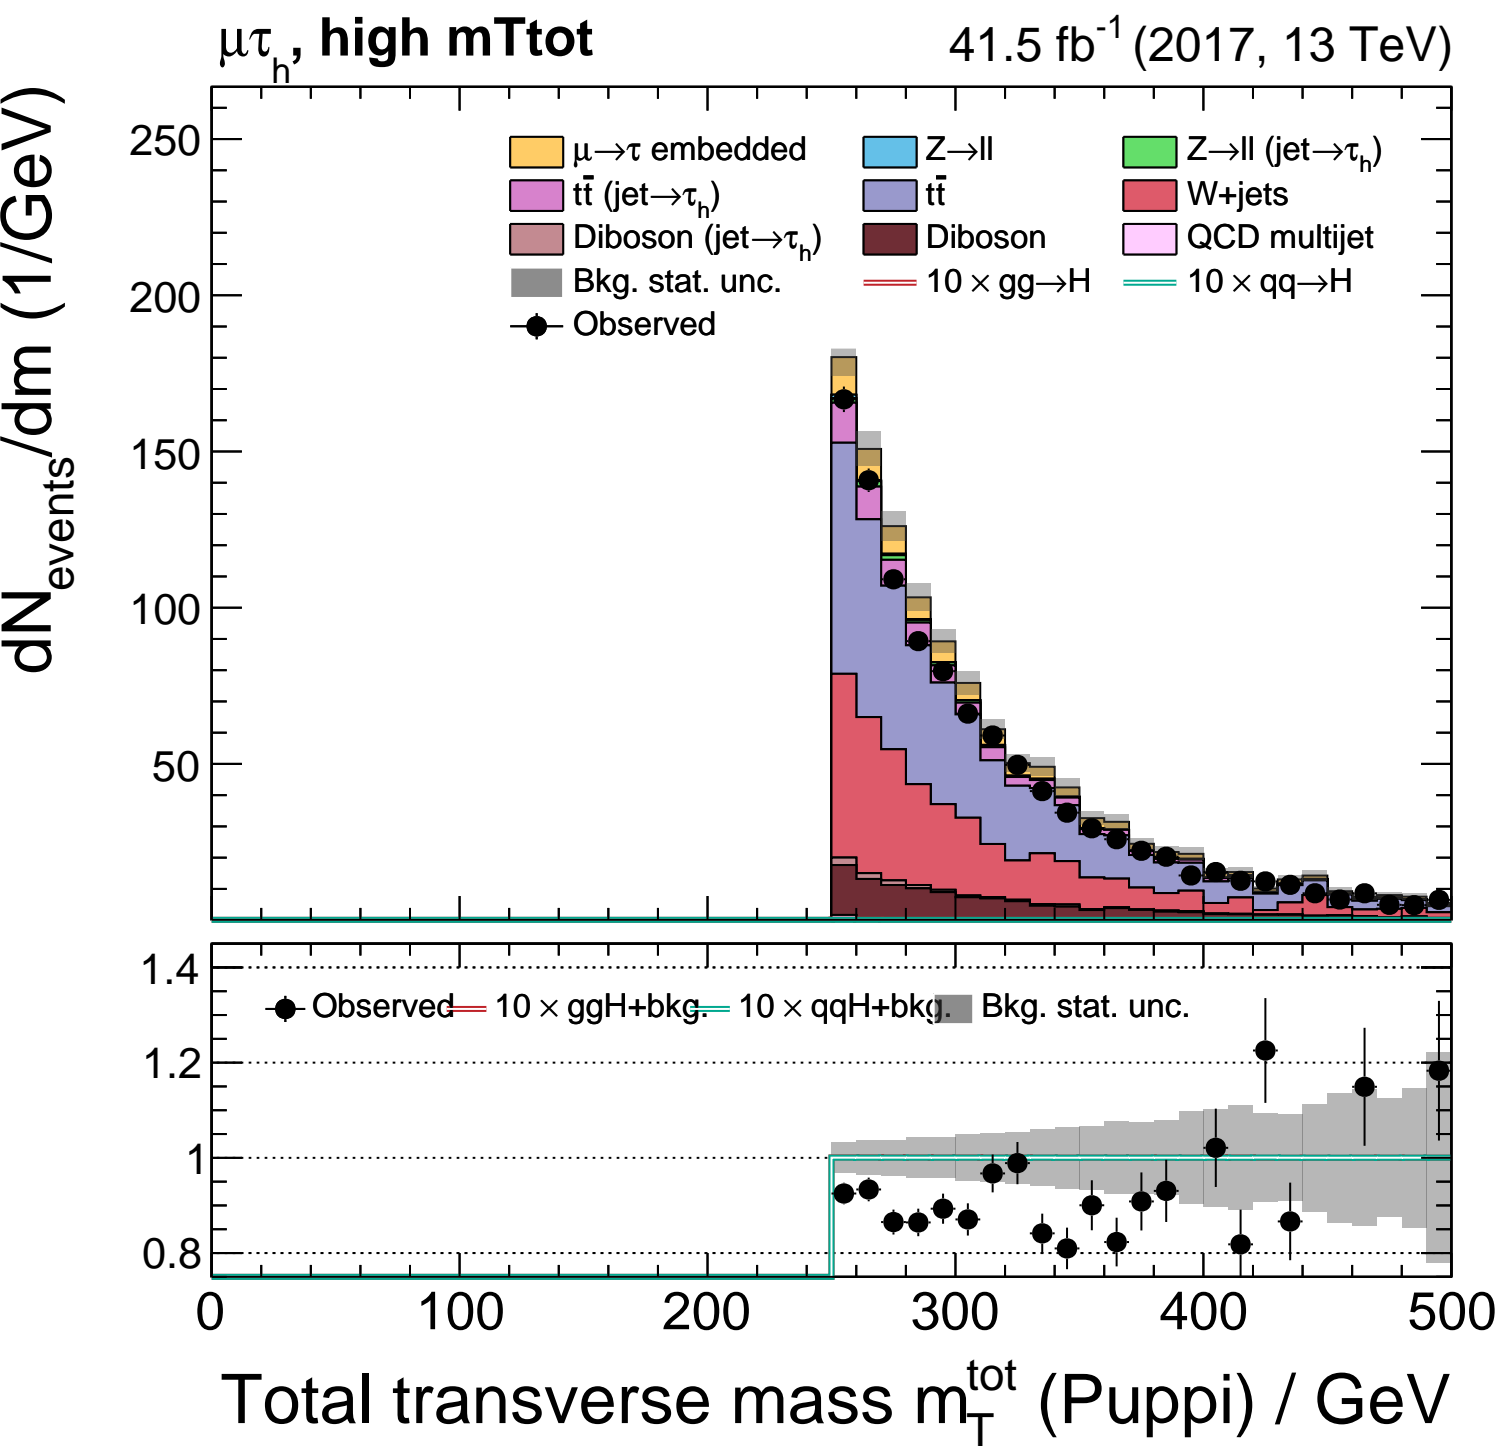 μτh, high mTtot 41.5 fb-1 (2017, 13 TeV)
dNevents/dm (1/GeV)
250
200
150
100
50
μ→τ embedded Z→ll Z→ll (jet→τh)
tt̄ (jet→τh) tt̄ W+jets
Diboson (jet→τh) Diboson QCD multijet
Bkg. stat. unc. 10 × gg→H 10 × qq→H
Observed
1.4
1.2
1
0.8
Observed 10 × ggH+bkg. 10 × qqH+bkg. Bkg. stat. unc.
0 100 200 300 400 500
Total transverse mass mTtot (Puppi) / GeV